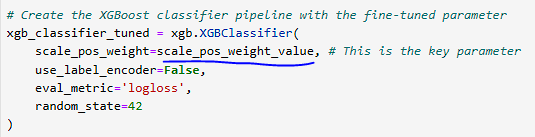 # Create the XGBoost classifier pipeline with the fine-tuned parameter
xgb_classifier_tuned = xgb.XGBClassifier(
    scale_pos_weight=scale_pos_weight_value, # This is the key parameter
    use_label_encoder=False,
    eval_metric='logloss',
    random_state=42
)